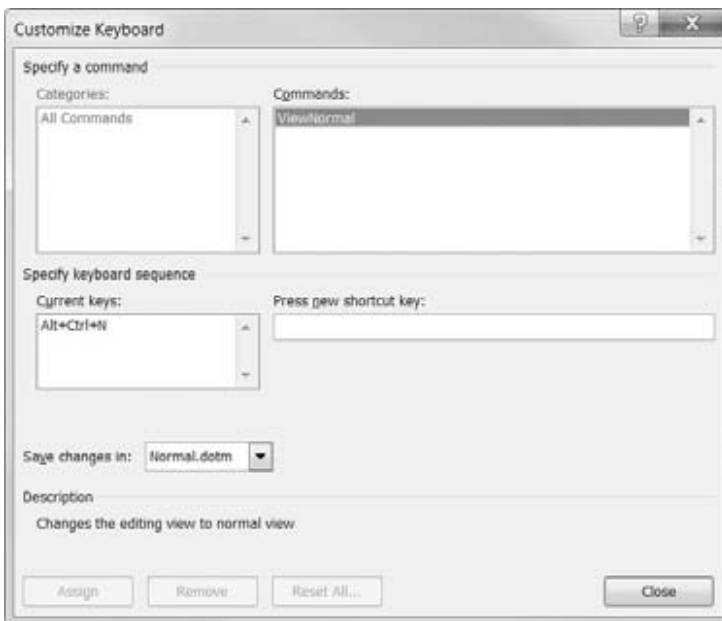 Customize Keyboard
Specify a command
Categories:
Commands:
All Commands
ViewNormal
Specify keyboard sequence
Current keys:
Press new shortcut key:
Alt+Ctrl+N
Save changes in: Normal.dotm
Description
Changes the editing view to normal view
Assign Remove Reset All... Close